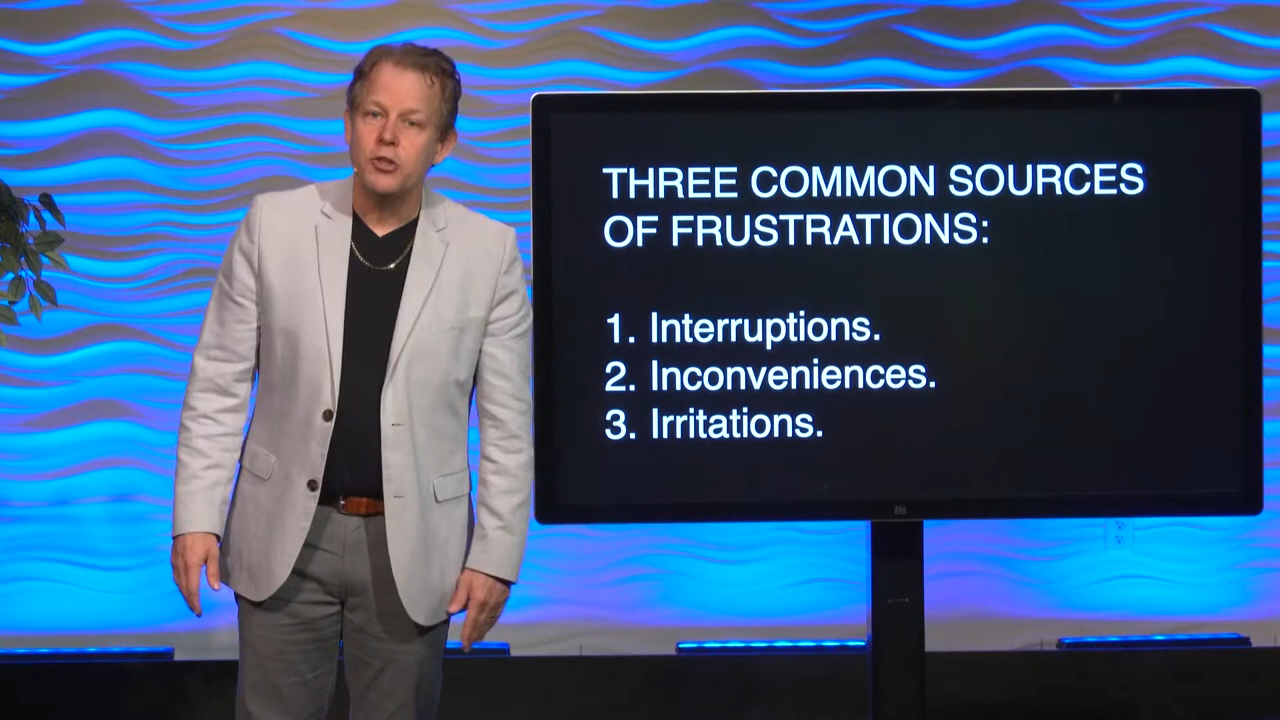 THREE COMMON SOURCES
OF FRUSTRATIONS:
1. Interruptions.
2. Inconveniences.
3. Irritations.